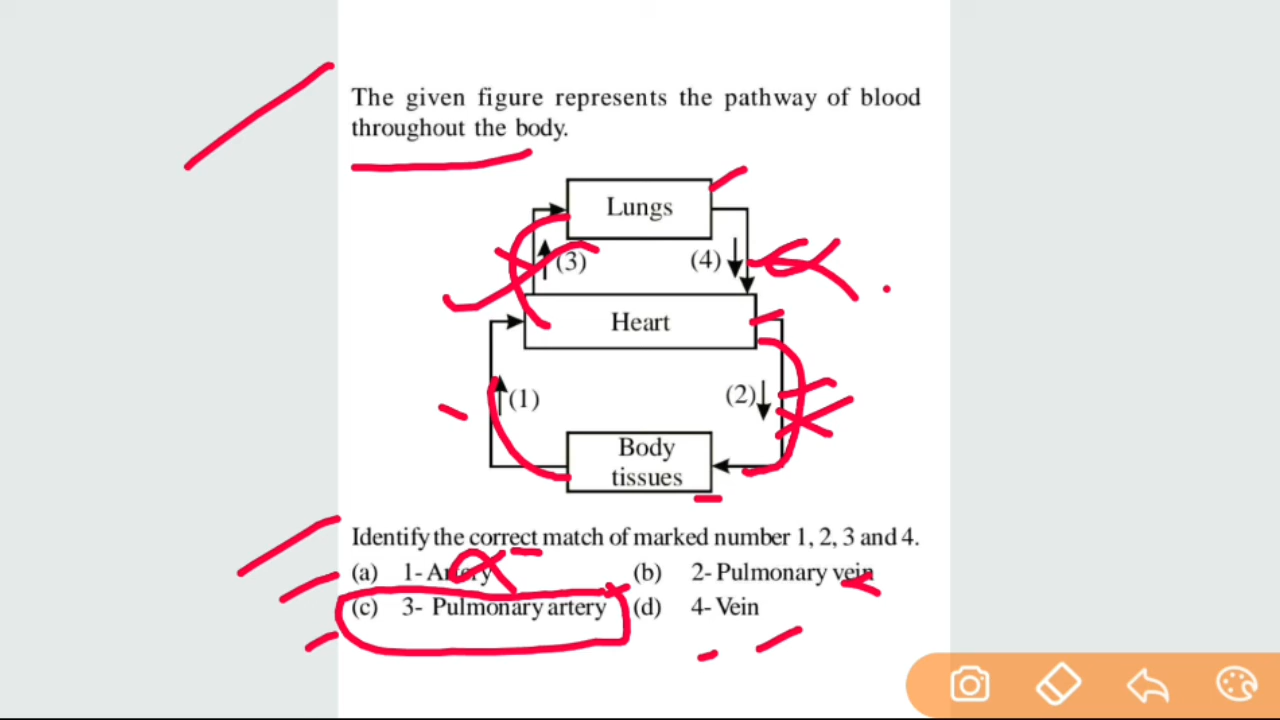 The given figure represents the pathway of blood
throughout the body.
Lungs
(3)
(4)
Heart
(1)
(2)
Body
tissues
Identify the correct match of marked number 1, 2, 3 and 4.
(a) 1- Artery (b) 2- Pulmonary vein
(c) 3- Pulmonary artery (d) 4- Vein